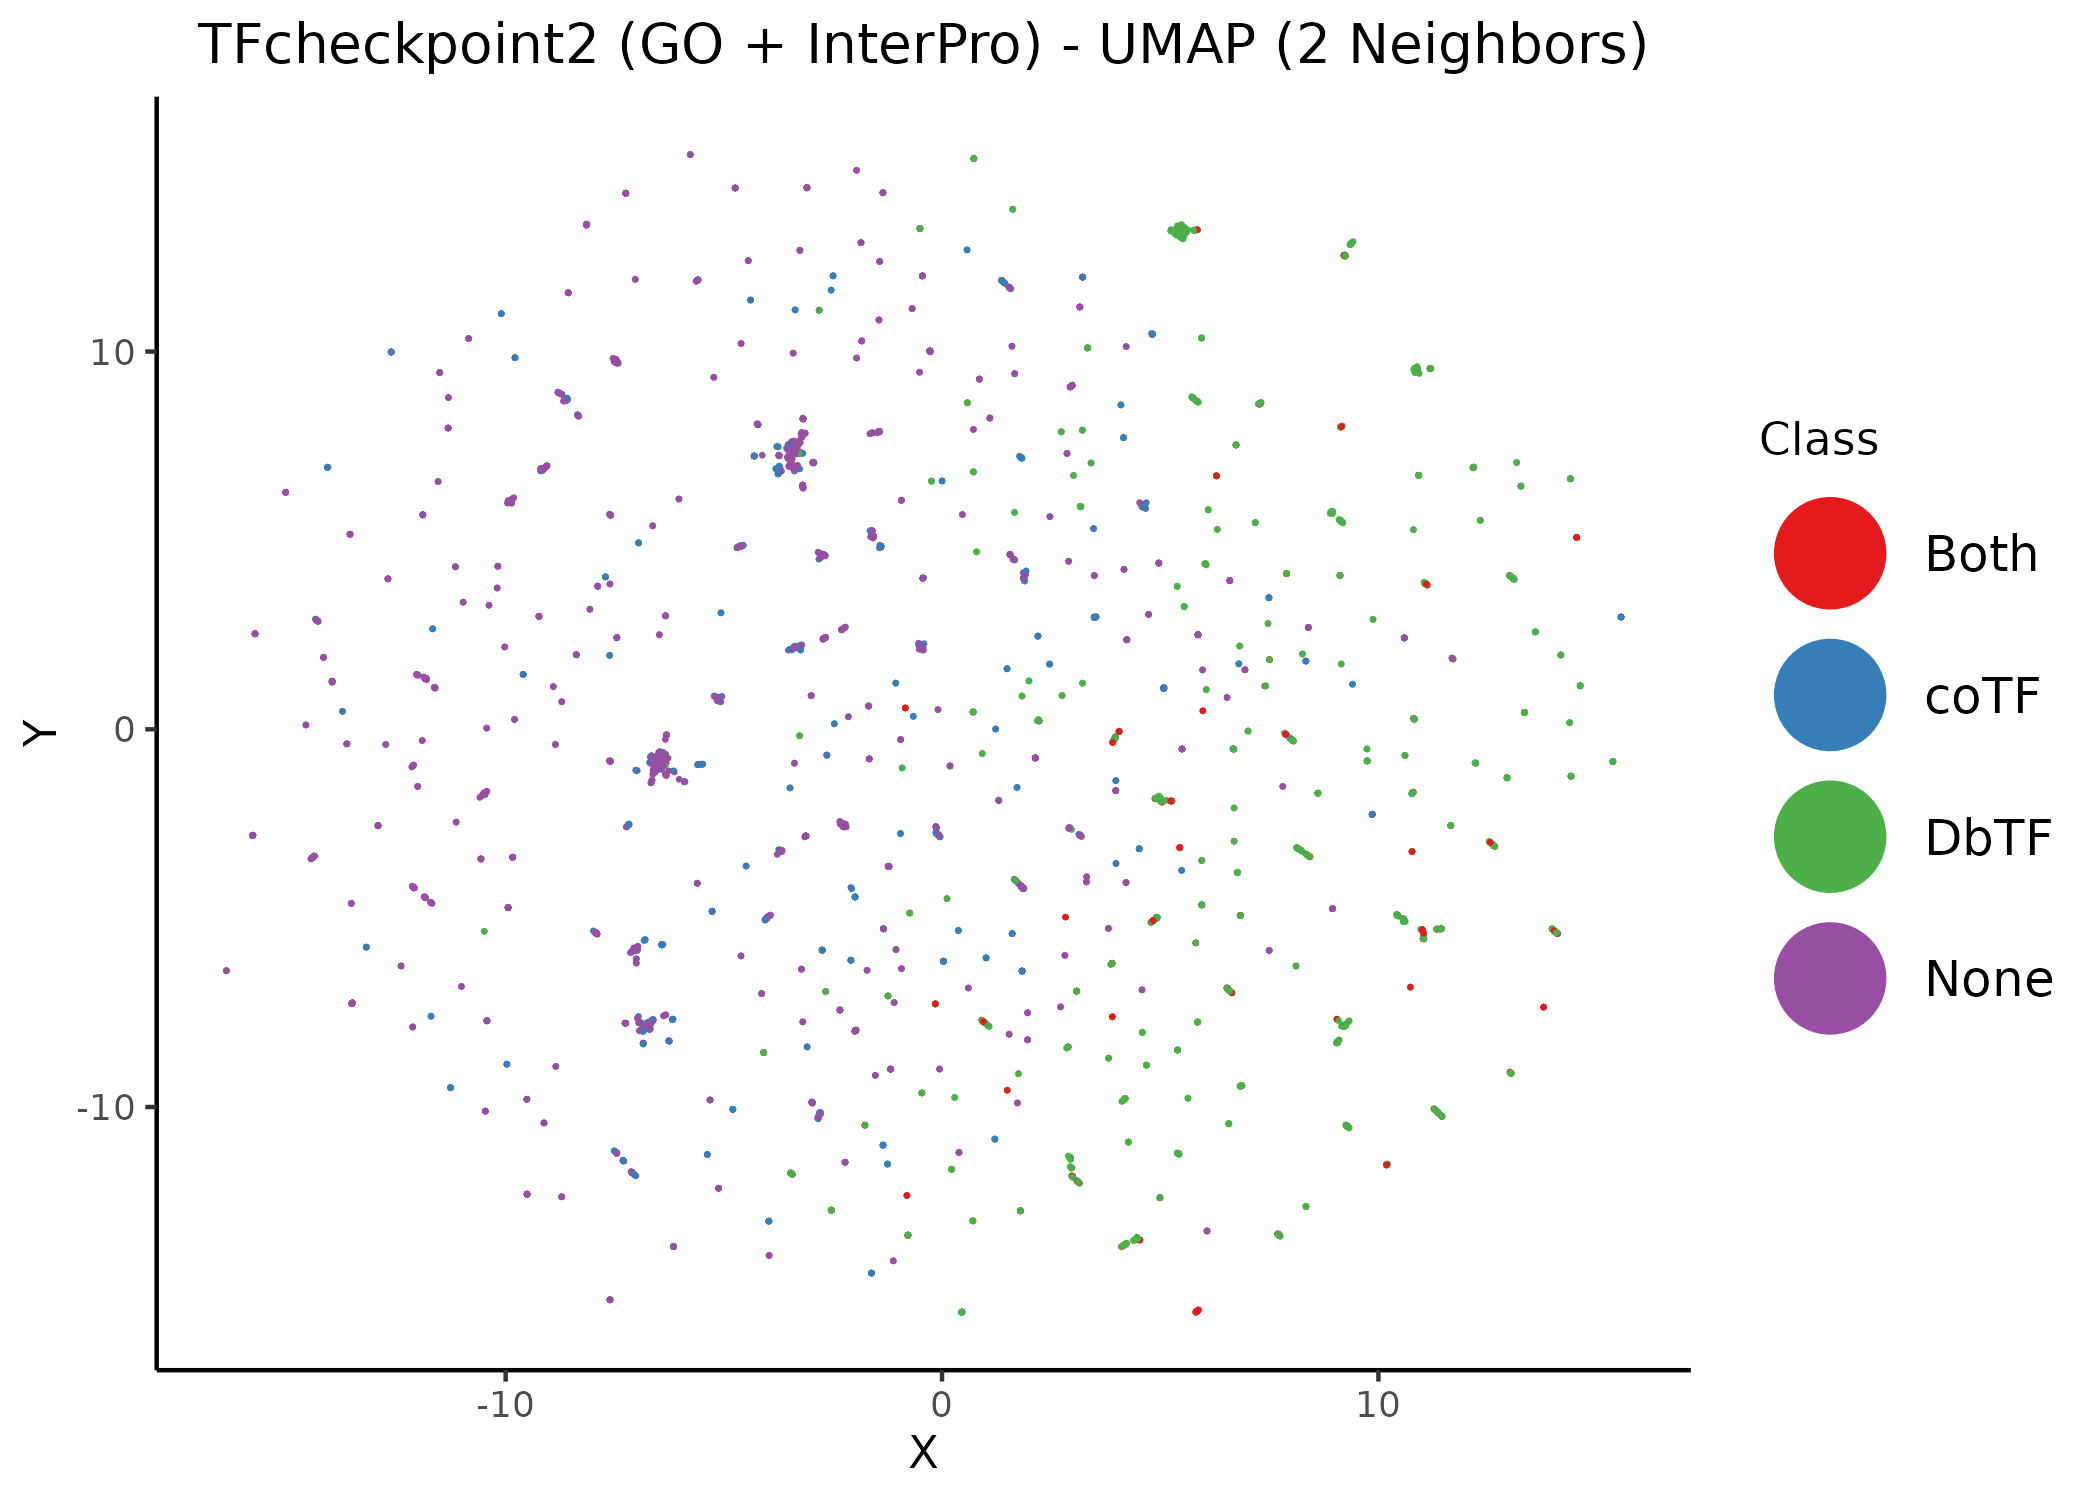 TFcheckpoint2 (GO + InterPro) - UMAP (2 Neighbors)
10
0
-10
Y
-10
0
10
X
Class
Both
coTF
DbTF
None